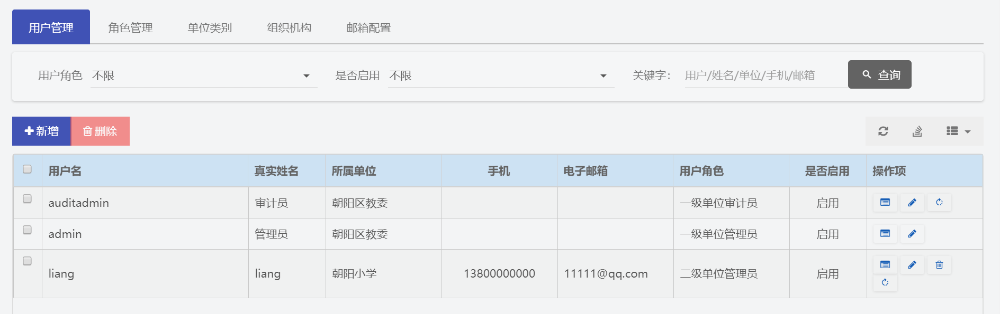 用户管理 角色管理 单位类别 组织机构 邮箱配置
用户角色 不限 是否启用 不限 关键字： 用户/姓名/单位/手机/邮箱 查询
新增 删除
用户名 真实姓名 所属单位 手机 电子邮箱 用户角色 是否启用 操作项
auditadmin 审计员 朝阳区教委 一级单位审计员 启用
admin 管理员 朝阳区教委 一级单位管理员 启用
liang liang 朝阳小学 13800000000 11111@qq.com 二级单位管理员 启用